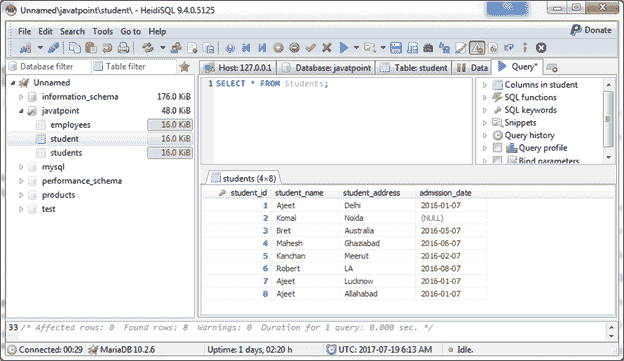 Unnamed\javatpoint\student\ - HeidiSQL 9.4.0.5125
File Edit Search Tools Go to Help
Donate
Database filter Table filter
Host: 127.0.0.1 Database: javatpoint Table: student Data Query*
Unnamed
information_schema 176.0 KiB
javatpoint 48.0 KiB
employees 16.0 KiB
student 16.0 KiB
students 16.0 KiB
mysql
performance_schema
products
test
1 SELECT * FROM Students;
Columns in student
SQL functions
SQL keywords
Snippets
Query history
Query profile
Bind parameters
students (4×8)
student_id student_name student_address admission_date
1 Ajeet Delhi 2016-01-07
2 Komal Noida (NULL)
3 Bret Australia 2016-05-07
4 Mahesh Ghaziabad 2016-06-07
5 Kanchan Meerut 2016-02-07
6 Robert LA 2016-08-07
7 Ajeet Lucknow 2016-01-07
8 Ajeet Allahabad 2016-01-07
33 /* Affected rows: 0 Found rows: 8 Warnings: 0 Duration for 1 query: 0.000 sec. */
Connected: 00:29 MariaDB 10.2.6 Uptime: 1 days, 02:20 h UTC: 2017-07-19 6:13 AM Idle.